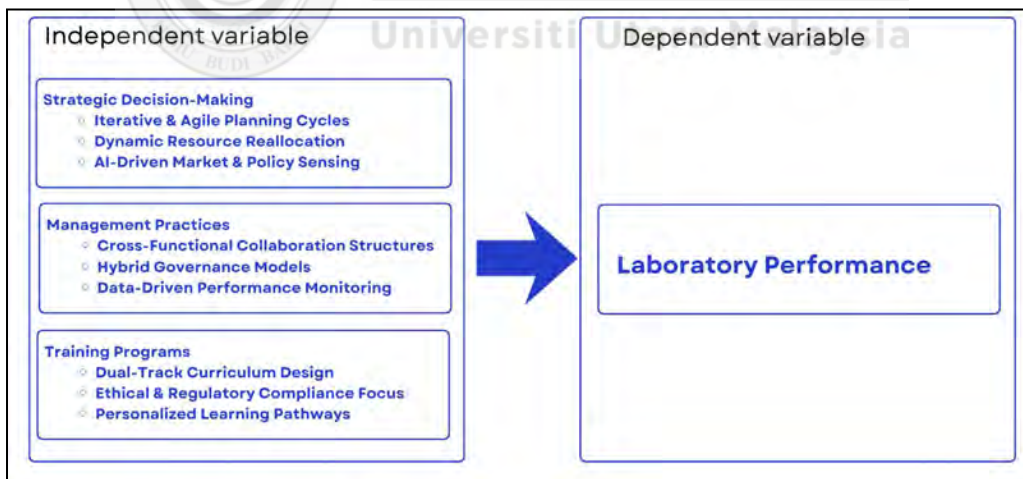 Universiti Utara Malaysia
BUDI
Independent variable
Strategic Decision-Making
Iterative & Agile Planning Cycles
Dynamic Resource Reallocation
AI-Driven Market & Policy Sensing
Management Practices
Cross-Functional Collaboration Structures
Hybrid Governance Models
Data-Driven Performance Monitoring
Training Programs
Dual-Track Curriculum Design
Ethical & Regulatory Compliance Focus
Personalized Learning Pathways
Dependent variable
Laboratory Performance